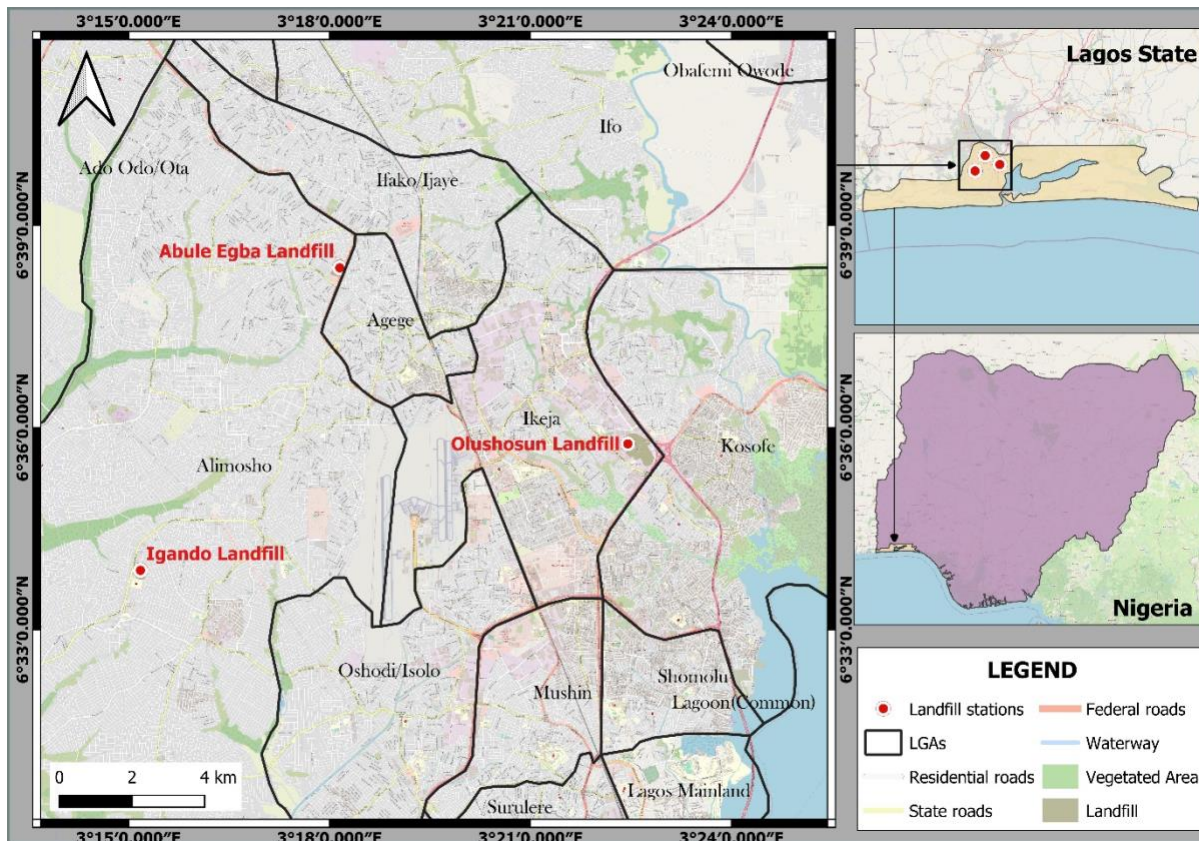 3°15′0.000″E
3°18′0.000″E
3°21′0.000″E
3°24′0.000″E
Obafemi Owode
Ifo
Ado Odo/Ota
Ifako/Ijaye
6°39′0.000″N
Abule Egba Landfill
Agege
Ikeja
Olushosun Landfill
Kosofe
6°36′0.000″N
Alimosho
Igando Landfill
6°33′0.000″N
Oshodi/Isolo
Mushin
Shomolu
Lagoon(Common)
Lagos Mainland
Surulere
0 2 4 km
3°15′0.000″E
3°18′0.000″E
3°21′0.000″E
3°24′0.000″E
6°39′0.000″N
6°36′0.000″N
6°33′0.000″N
Lagos State
Nigeria
LEGEND
Landfill stations
Federal roads
LGAs
Waterway
Residential roads
Vegetated Area
State roads
Landfill